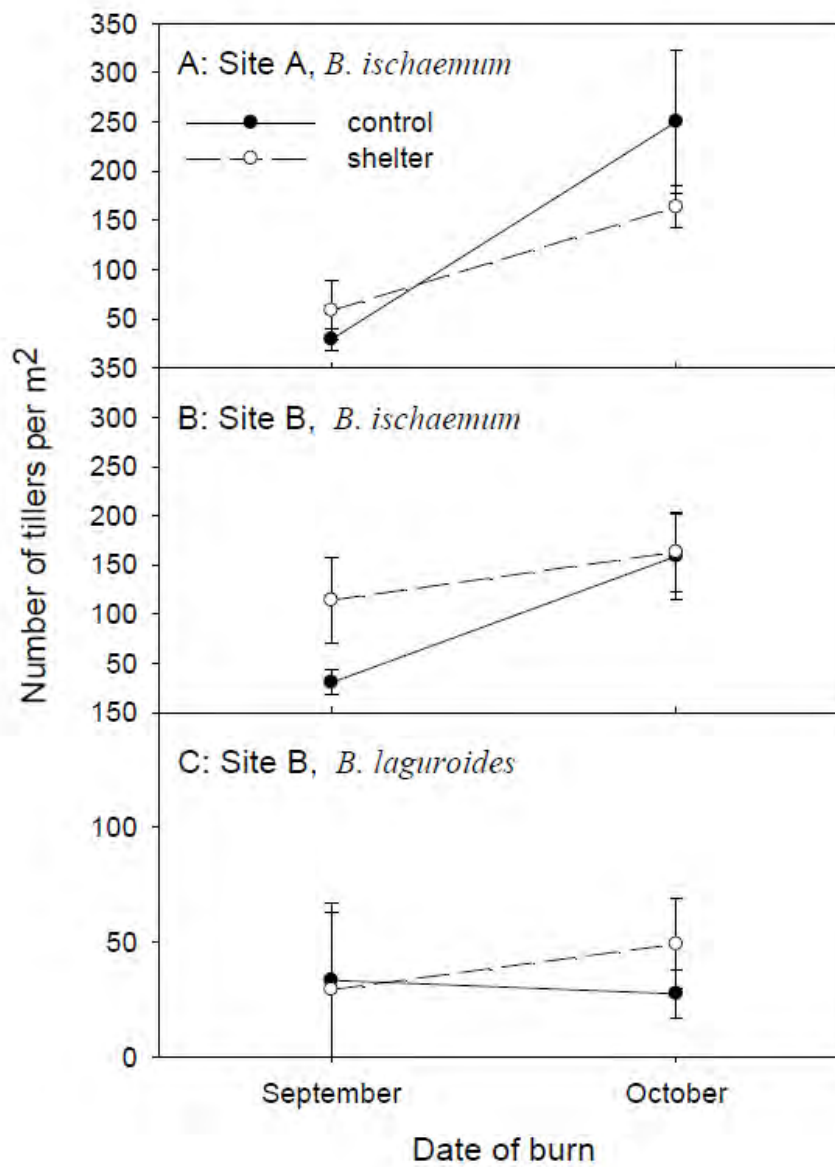 350
A: Site A, B. ischaemum
300
250
control
200
shelter
150
100
50
350
B: Site B, B. ischaemum
300
250
200
150
100
50
150
C: Site B, B. laguroides
100
50
0
Number of tillers per m2
September
October
Date of burn